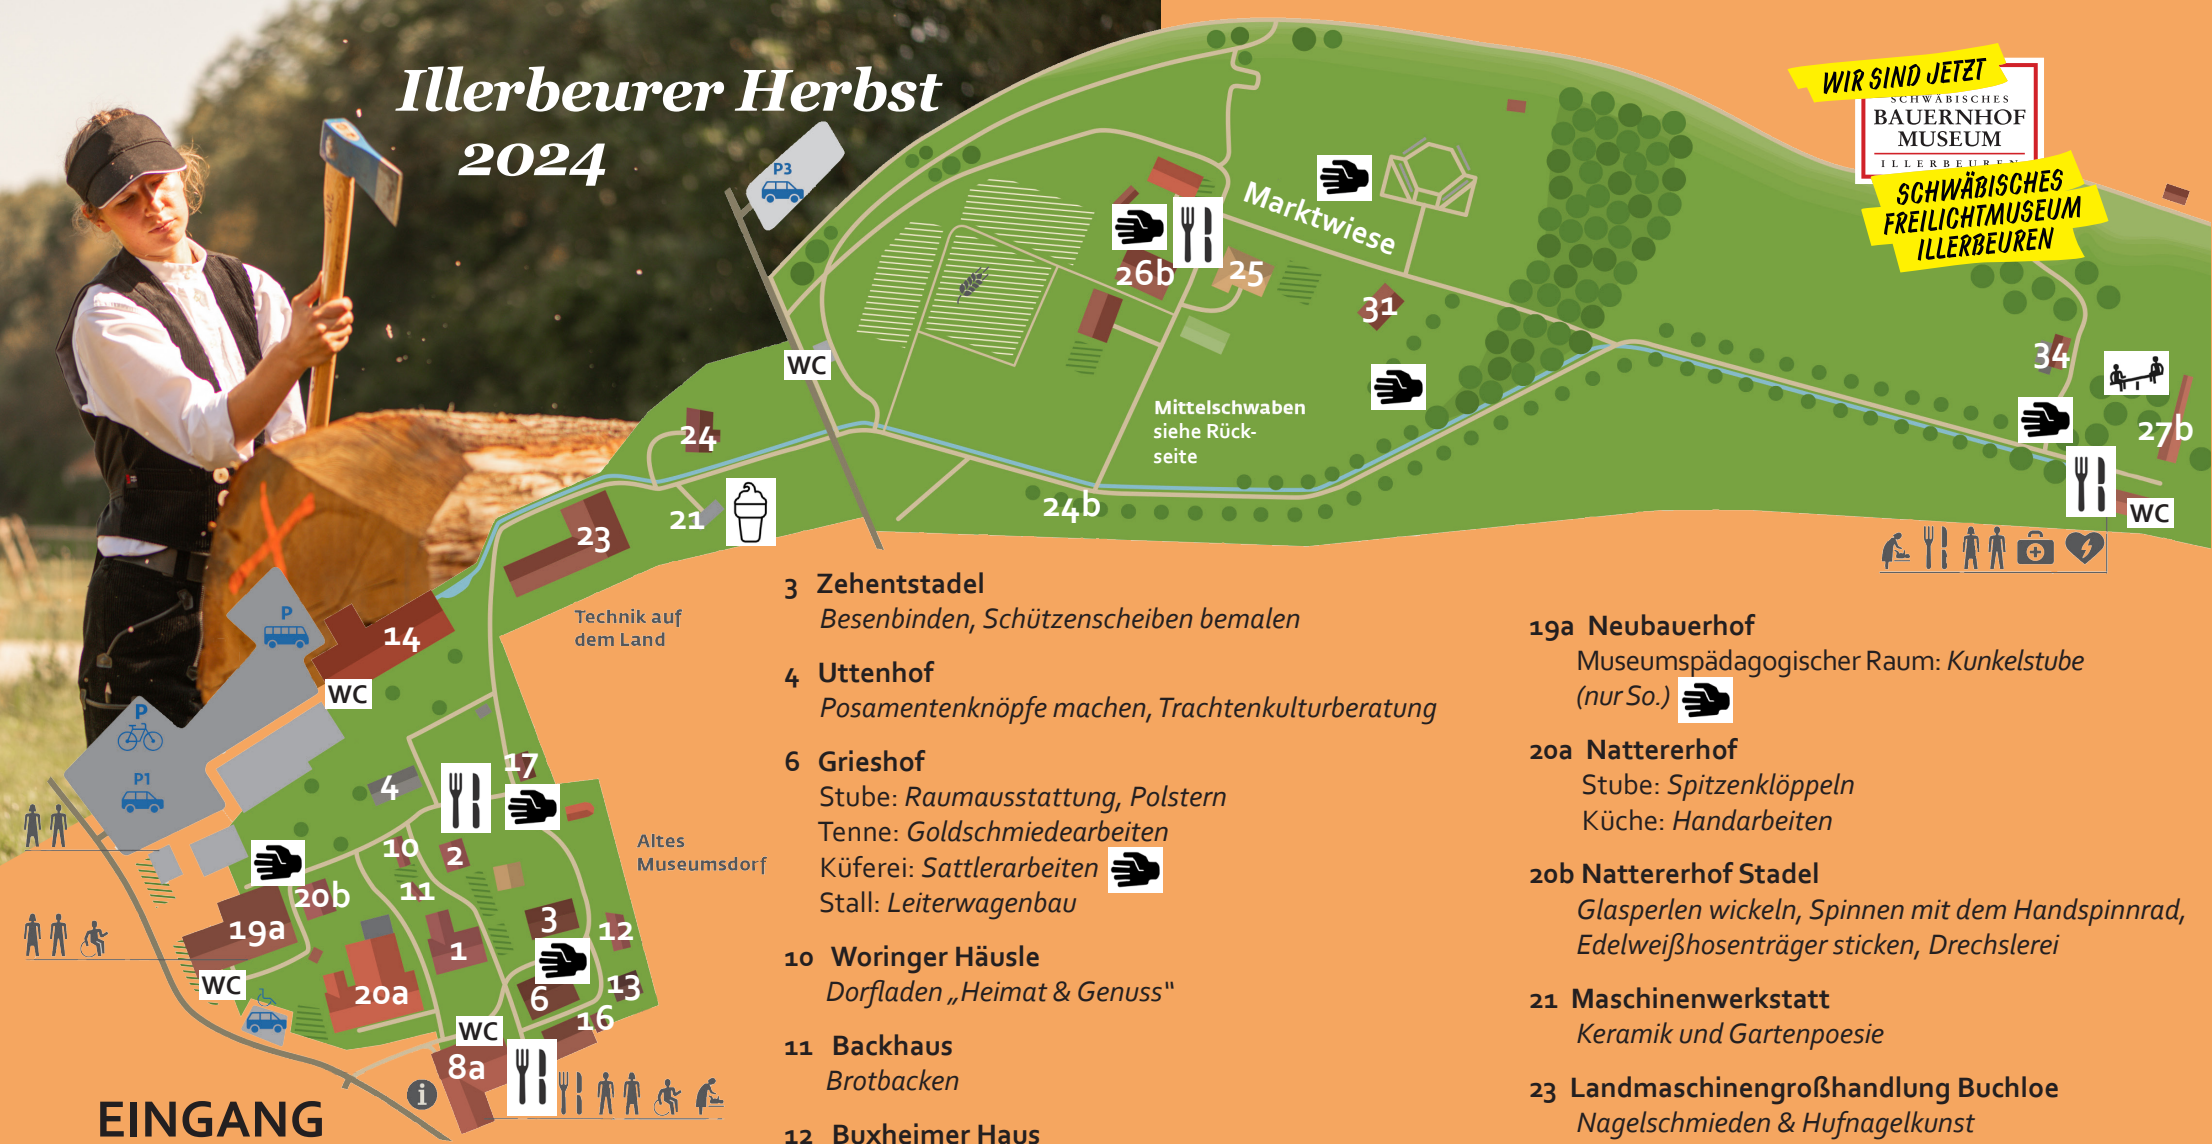 Illerbeurer Herbst
2024
WIR SIND JETZT
SCHWÄBISCHES
BAUERNHOF
MUSEUM
ILLERBEUREN
SCHWÄBISCHES
FREILICHTMUSEUM
ILLERBEUREN
P3
Marktwiese
26b
25
31
34
27b
WC
WC
24
21
23
24b
Mittelschwaben
siehe Rück-
seite
Technik auf
dem Land
P
14
WC
P
P1
4
17
10
2
11
Altes
Museumsdorf
20b
19a
3
12
1
WC
20a
6
13
16
WC
8a
i
EINGANG
3 Zehentstadel
Besenbinden, Schützenscheiben bemalen
4 Uttenhof
Posamentenknöpfe machen, Trachtenkulturberatung
6 Grieshof
Stube: Raumausstattung, Polstern
Tenne: Goldschmiedearbeiten
Küferei: Sattlerarbeiten
Stall: Leiterwagenbau
10 Woringer Häusle
Dorfladen „Heimat & Genuss“
11 Backhaus
Brotbacken
12 Buxheimer Haus
19a Neubauerhof
Museumspädagogischer Raum: Kunkelstube
(nur So.)
20a Nattererhof
Stube: Spitzenklöppeln
Küche: Handarbeiten
20b Nattererhof Stadel
Glasperlen wickeln, Spinnen mit dem Handspinnrad,
Edelweißhosenträger sticken, Drechslerei
21 Maschinenwerkstatt
Keramik und Gartenpoesie
23 Landmaschinengroßhandlung Buchloe
Nagelschmieden & Hufnagelkunst